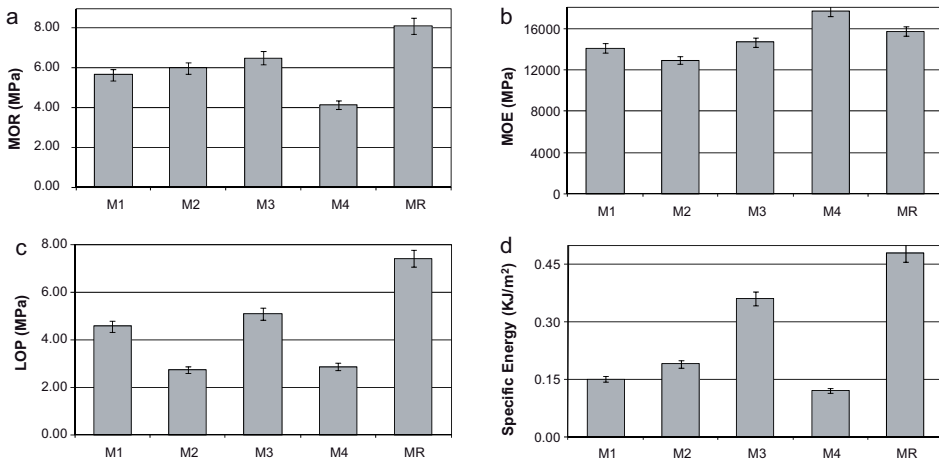 a
MOR (MPa)
8.00
6.00
4.00
2.00
0.00
M1 M2 M3 M4 MR
b
MOE (MPa)
16000
12000
8000
4000
0
M1 M2 M3 M4 MR
c
LOP (MPa)
8.00
6.00
4.00
2.00
0.00
M1 M2 M3 M4 MR
d
Specific Energy (KJ/m²)
0.45
0.30
0.15
0.00
M1 M2 M3 M4 MR